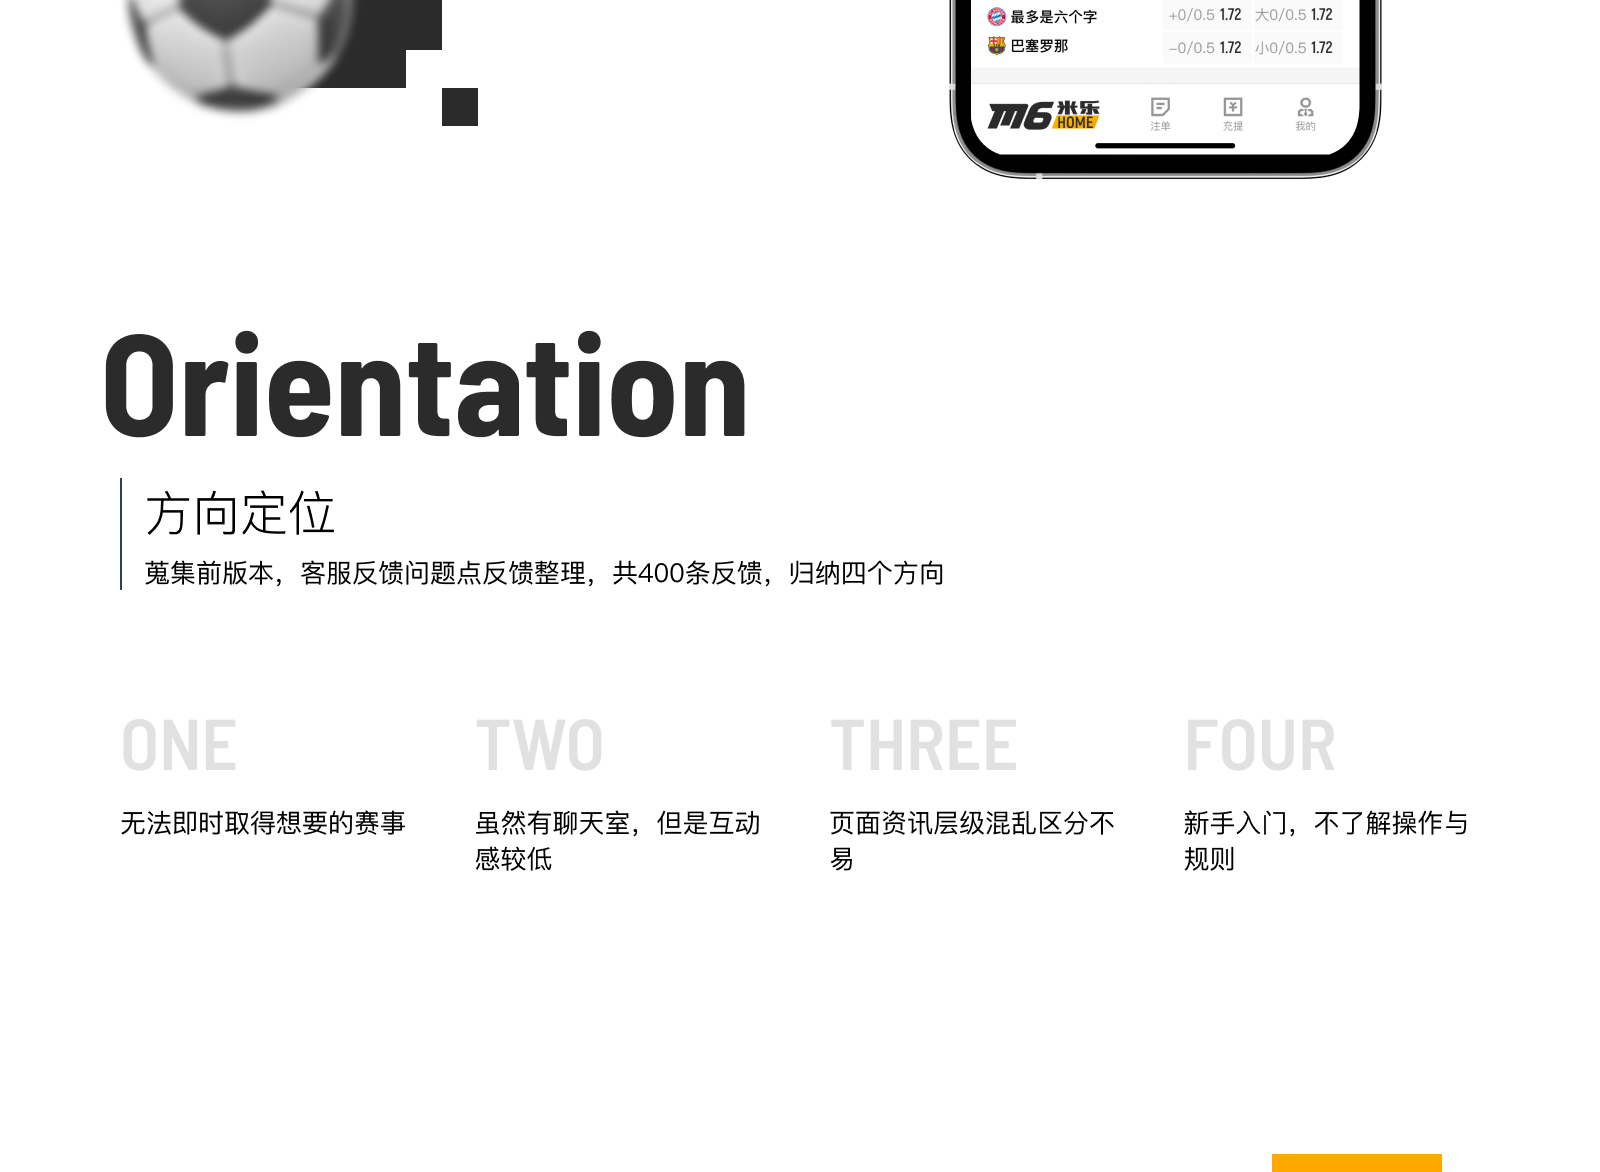 最多是六个字 +0/0.5 1.72 大0/0.5 1.72
巴塞罗那 -0/0.5 1.72 小0/0.5 1.72
M6 米乐 HOME
注单 充提 我的
Orientation
方向定位
蒐集前版本，客服反馈问题点反馈整理，共400条反馈，归纳四个方向
ONE
无法即时取得想要的赛事
TWO
虽然有聊天室，但是互动
感较低
THREE
页面资讯层级混乱区分不
易
FOUR
新手入门，不了解操作与
规则